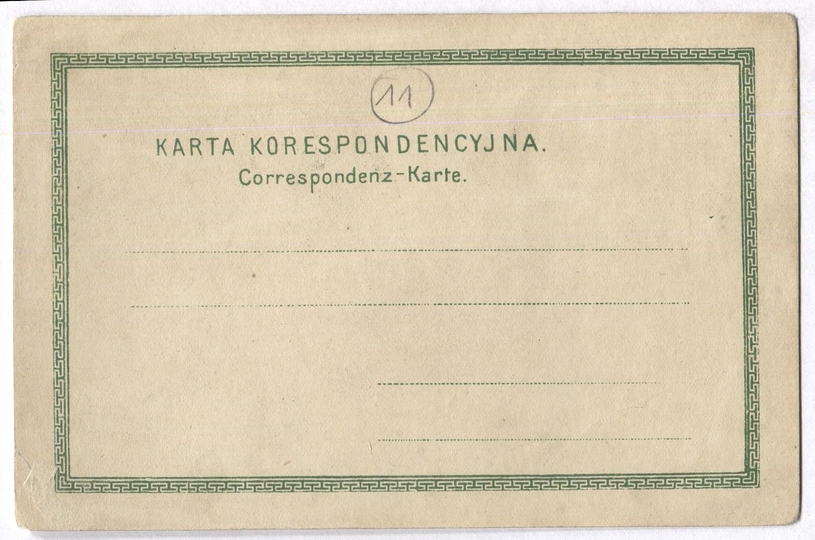 11
KARTA KORESPONDENCYJNA.
Correspondenz-Karte.